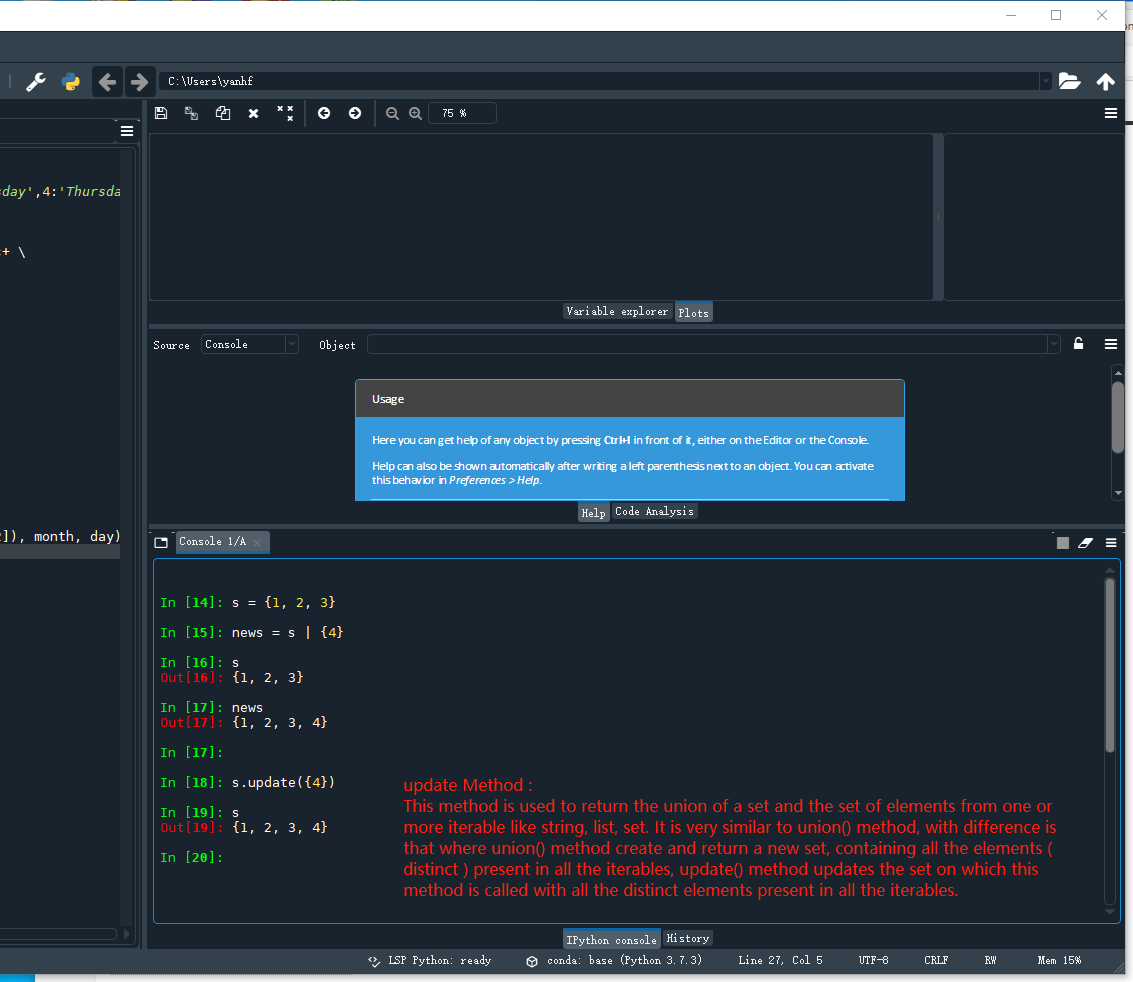 C:\Users\yanhf
75 %
day',4:'Thursda
+ \
]), month, day)
Variable explorer Plots
Source Console Object
Usage
Here you can get help of any object by pressing Ctrl+I in front of it, either on the Editor or the Console.
Help can also be shown automatically after writing a left parenthesis next to an object. You can activate
this behavior in Preferences > Help.
Help Code Analysis
Console 1/A
In [14]: s = {1, 2, 3}
In [15]: news = s | {4}
In [16]: s
Out[16]: {1, 2, 3}
In [17]: news
Out[17]: {1, 2, 3, 4}
In [17]:
In [18]: s.update({4})
In [19]: s
Out[19]: {1, 2, 3, 4}
In [20]:
update Method :
This method is used to return the union of a set and the set of elements from one or
more iterable like string, list, set. It is very similar to union() method, with difference is
that where union() method create and return a new set, containing all the elements (
distinct ) present in all the iterables, update() method updates the set on which this
method is called with all the distinct elements present in all the iterables.
IPython console History
LSP Python: ready conda: base (Python 3.7.3) Line 27, Col 5 UTF-8 CRLF RW Mem 15%